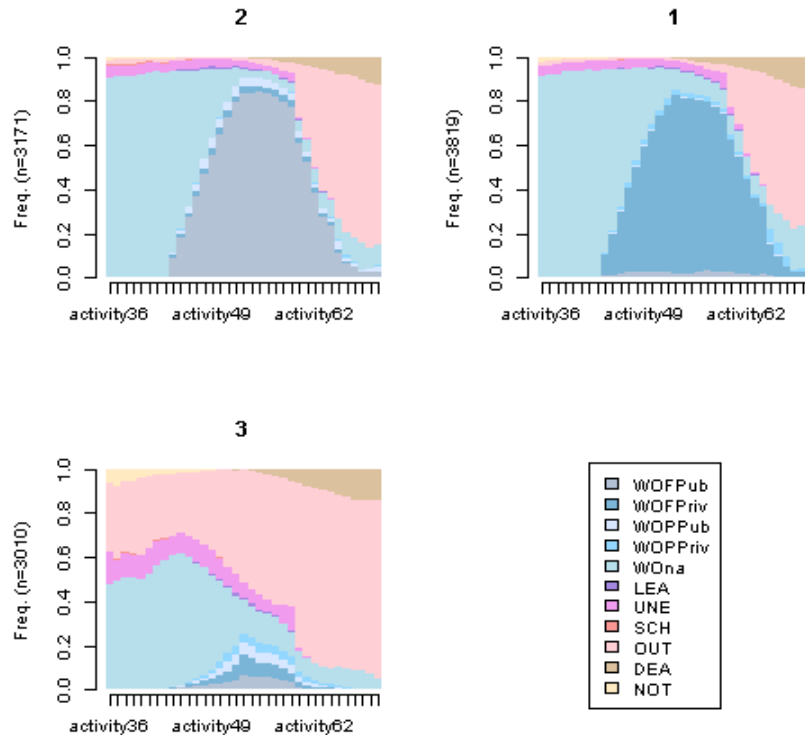 2
1
Freq. (n=3171)
0.0 0.2 0.4 0.6 0.8 1.0
activity36 activity49 activity62
Freq. (n=3819)
0.0 0.2 0.4 0.6 0.8 1.0
activity36 activity49 activity62
3
Freq. (n=3010)
0.0 0.2 0.4 0.6 0.8 1.0
activity36 activity49 activity62
WOFPub
WOFPriv
WOPPub
WOPPriv
WOna
LEA
UNE
SCH
OUT
DEA
NOT